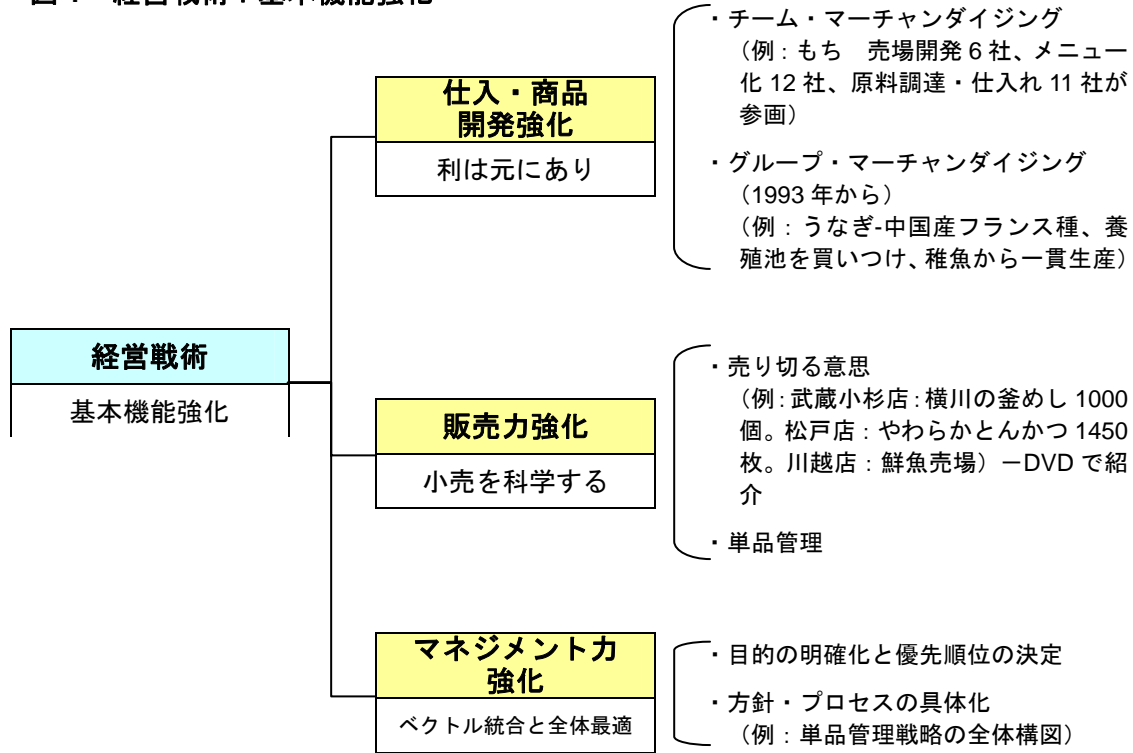 経営戦術：基本機能強化
経営戦術
基本機能強化
仕入・商品
開発強化
利は元にあり
・チーム・マーチャンダイジング
（例：もち　売場開発 6 社、メニュー
化 12 社、原料調達・仕入れ 11 社が
参画）
・グループ・マーチャンダイジング
（1993 年から）
（例：うなぎ-中国産フランス種、養
殖池を買いつけ、稚魚から一貫生産）
販売力強化
小売を科学する
・売り切る意思
（例：武蔵小杉店：横川の釜めし 1000
個。松戸店：やわらかとんかつ 1450
枚。川越店：鮮魚売場）－DVD で紹
介
・単品管理
マネジメント力
強化
ベクトル統合と全体最適
・目的の明確化と優先順位の決定
・方針・プロセスの具体化
（例：単品管理戦略の全体構図）